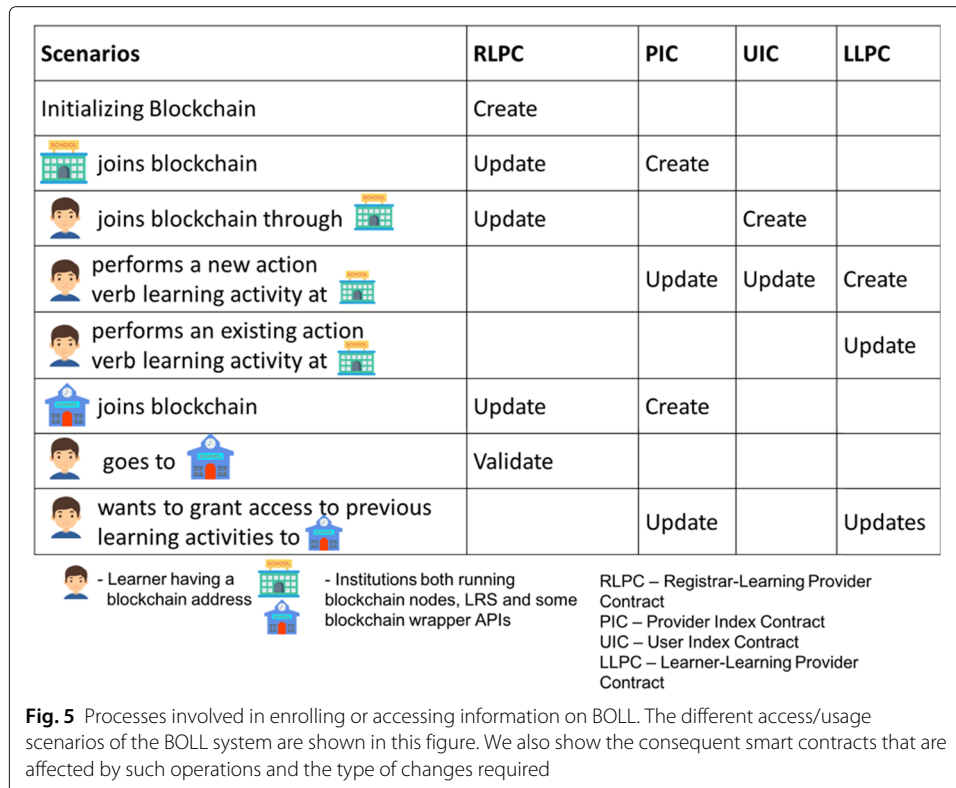 Scenarios RLPC PIC UIC LLPC
Initializing Blockchain Create
SCHOOL
joins blockchain Update Create
SCHOOL
joins blockchain through Update Create
performs a new action
verb learning activity at SCHOOL Update Update Create
performs an existing action
verb learning activity at SCHOOL Update
joins blockchain Update Create
goes to Validate
wants to grant access to previous
learning activities to Update Updates
- Learner having a
blockchain address
SCHOOL
- Institutions both running
blockchain nodes, LRS and some
blockchain wrapper APIs
RLPC – Registrar-Learning Provider
Contract
PIC – Provider Index Contract
UIC – User Index Contract
LLPC – Learner-Learning Provider
Contract
Fig. 5 Processes involved in enrolling or accessing information on BOLL. The different access/usage
scenarios of the BOLL system are shown in this figure. We also show the consequent smart contracts that are
affected by such operations and the type of changes required